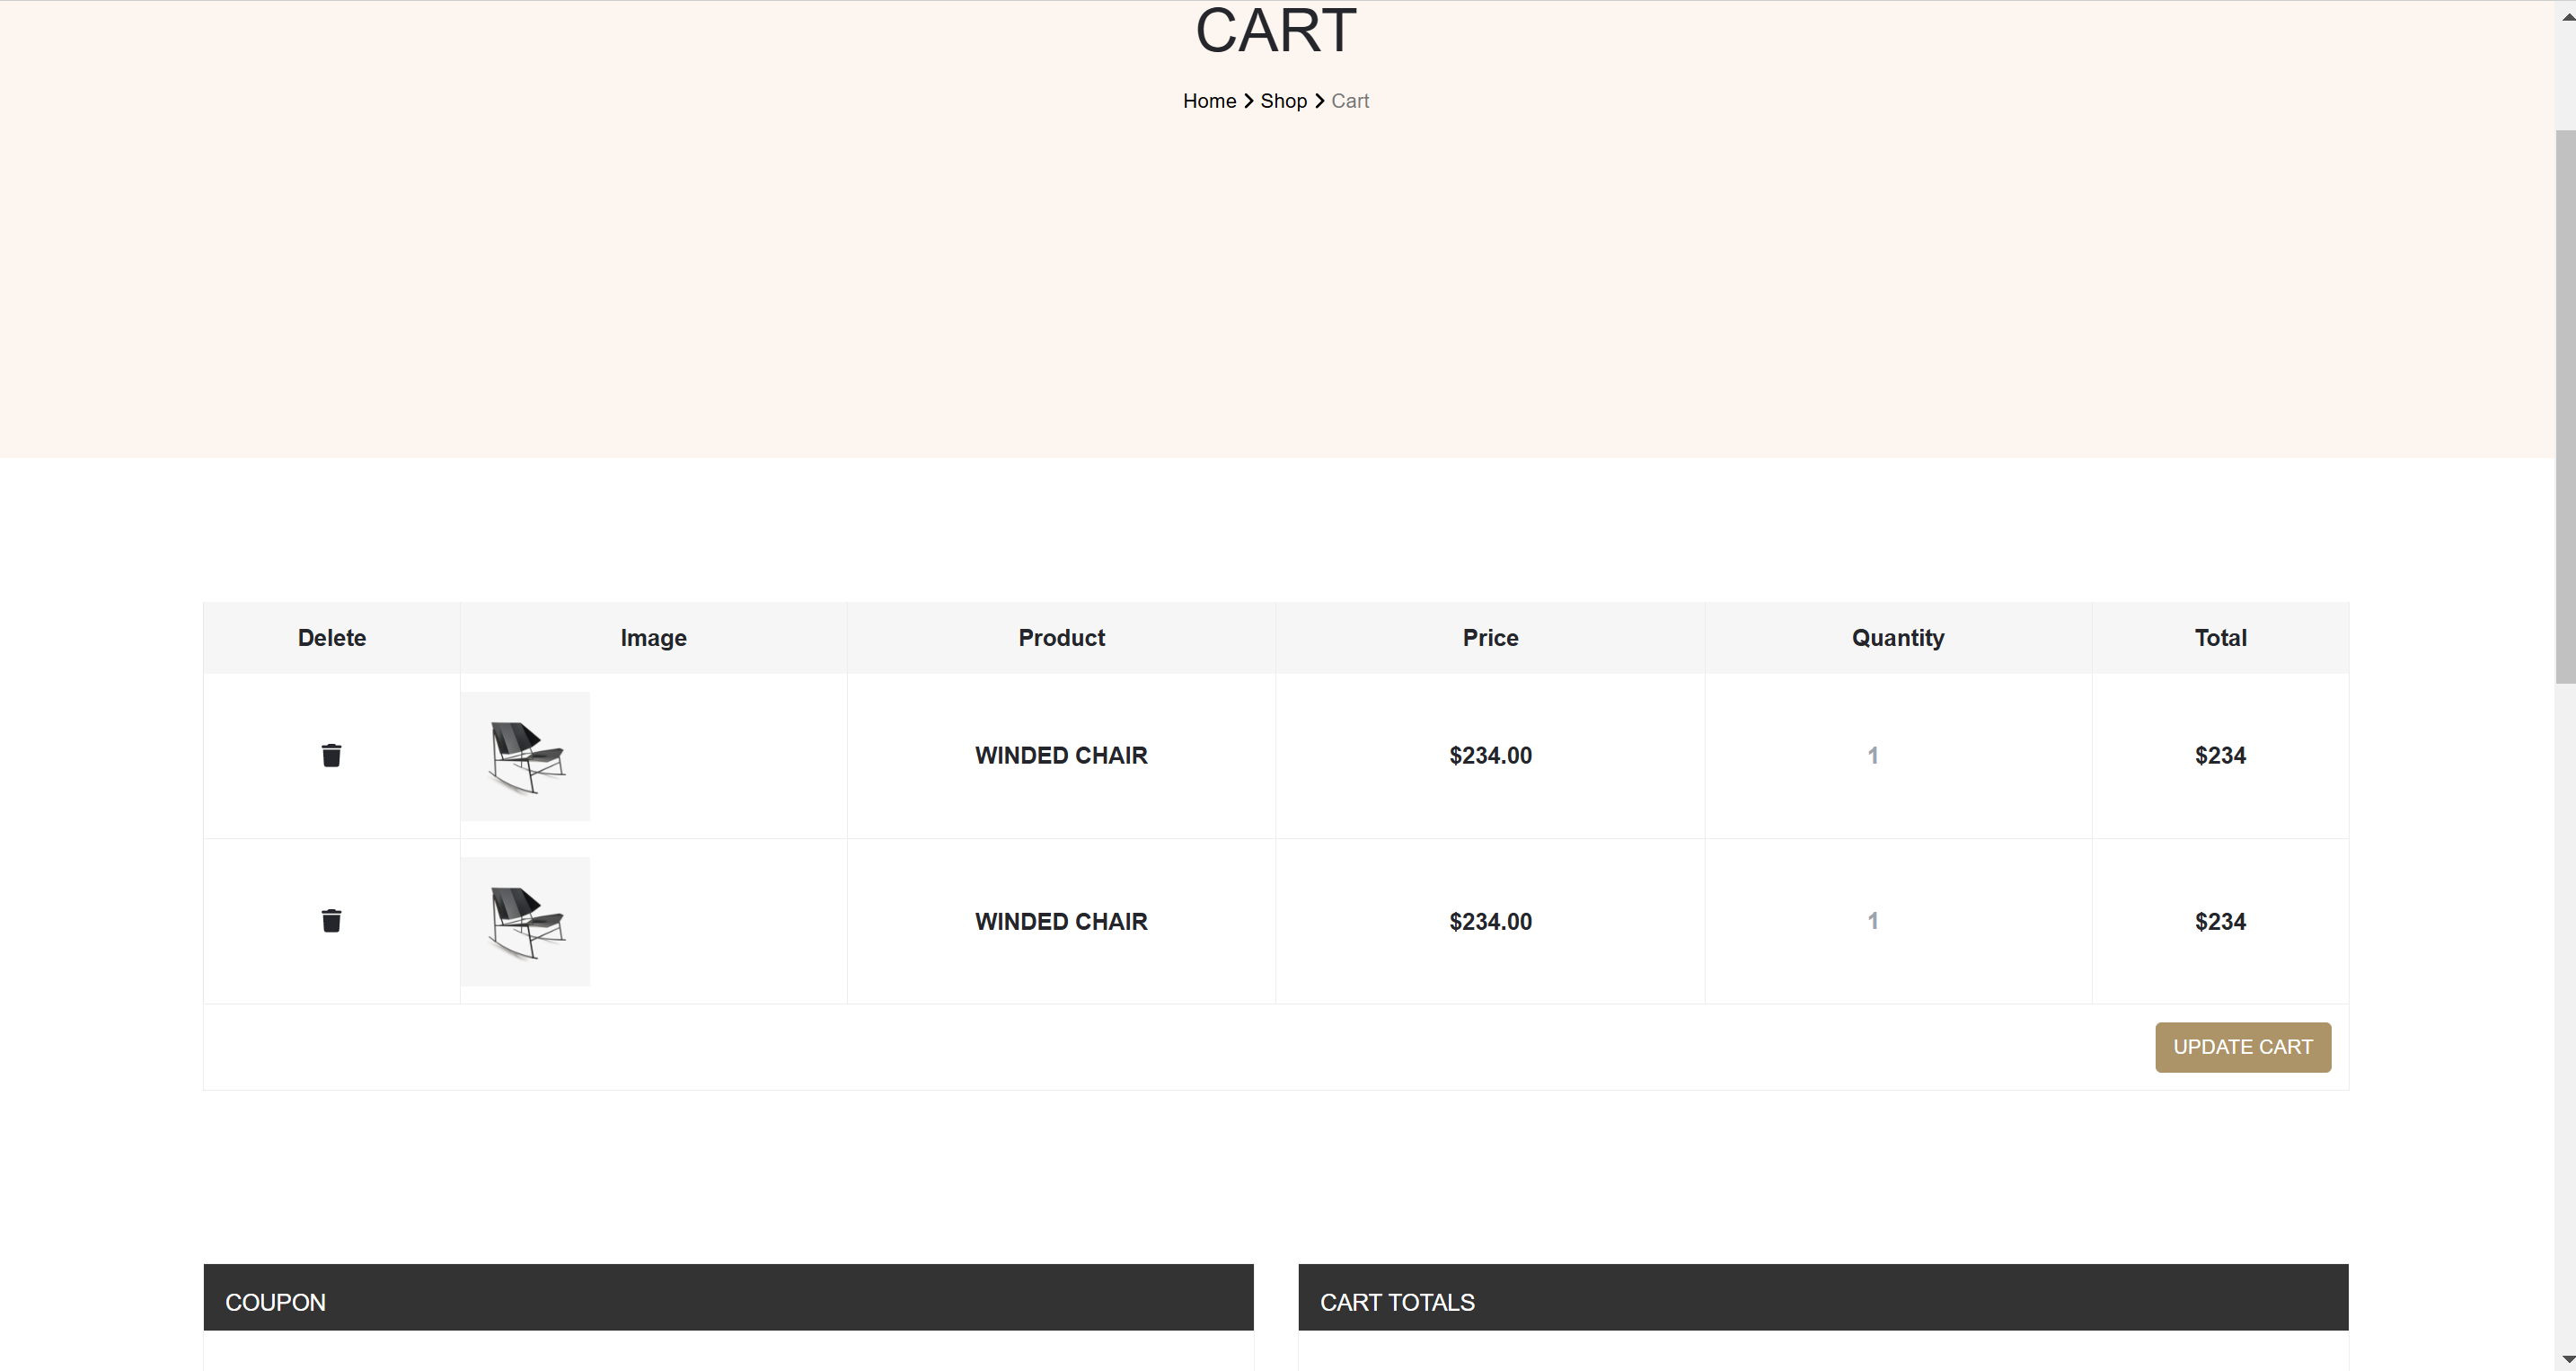 CART
Home > Shop > Cart
Delete Image Product Price Quantity Total
WINDED CHAIR $234.00 1 $234
WINDED CHAIR $234.00 1 $234
UPDATE CART
COUPON CART TOTALS